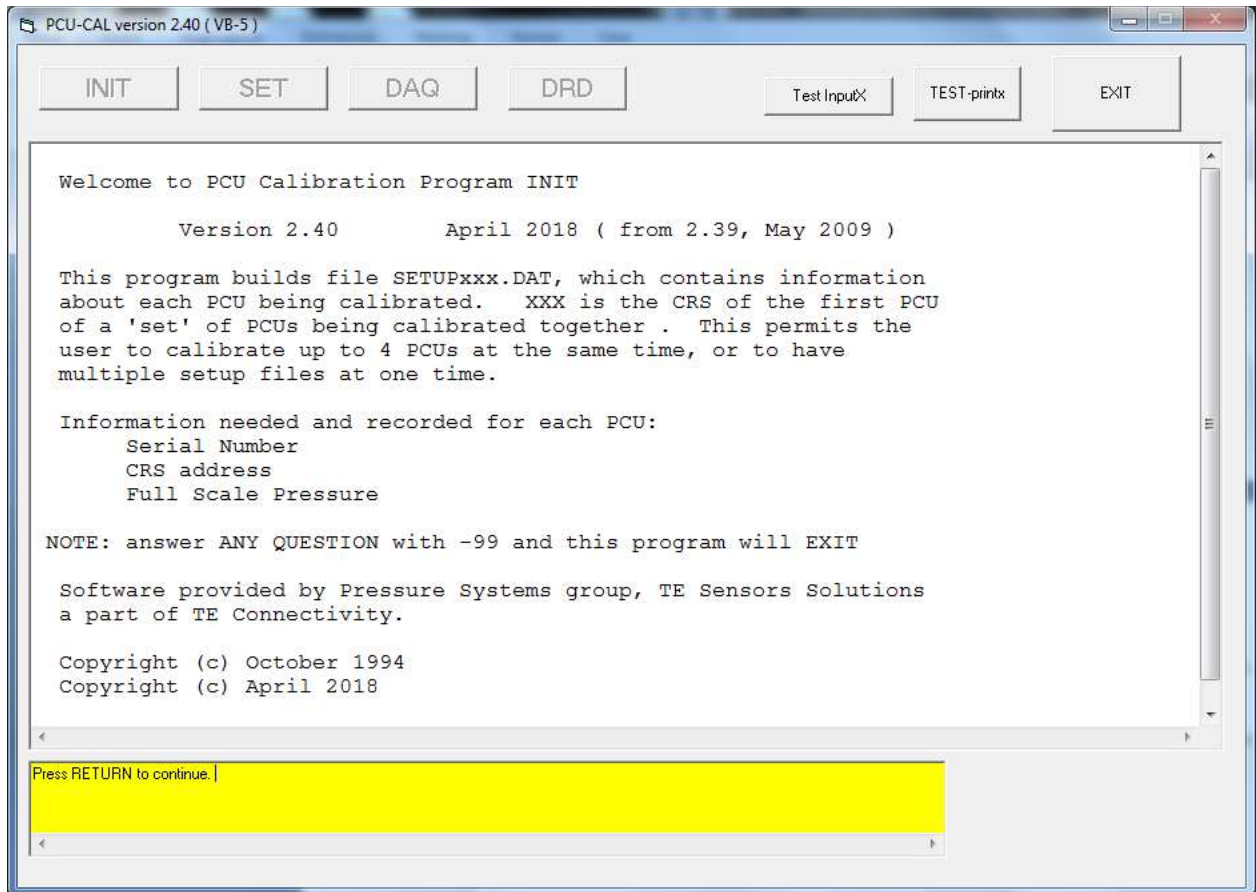 PCU-CAL version 2.40 ( VB-5 )
INIT SET DAQ DRD Test InputX TEST-printx EXIT
Welcome to PCU Calibration Program INIT
Version 2.40 April 2018 ( from 2.39, May 2009 )
This program builds file SETUPxxx.DAT, which contains information
about each PCU being calibrated. XXX is the CRS of the first PCU
of a 'set' of PCUs being calibrated together . This permits the
user to calibrate up to 4 PCUs at the same time, or to have
multiple setup files at one time.
Information needed and recorded for each PCU:
Serial Number
CRS address
Full Scale Pressure
NOTE: answer ANY QUESTION with -99 and this program will EXIT
Software provided by Pressure Systems group, TE Sensors Solutions
a part of TE Connectivity.
Copyright (c) October 1994
Copyright (c) April 2018
Press RETURN to continue.